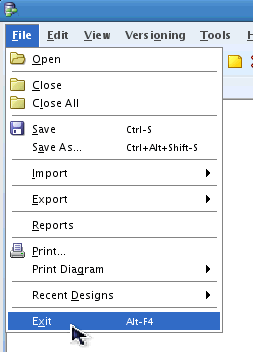 File Edit View Versioning Tools
Open
Close
Close All
Save Ctrl-S
Save As... Ctrl+Alt+Shift-S
Import
Export
Reports
Print...
Print Diagram
Recent Designs
Exit Alt-F4